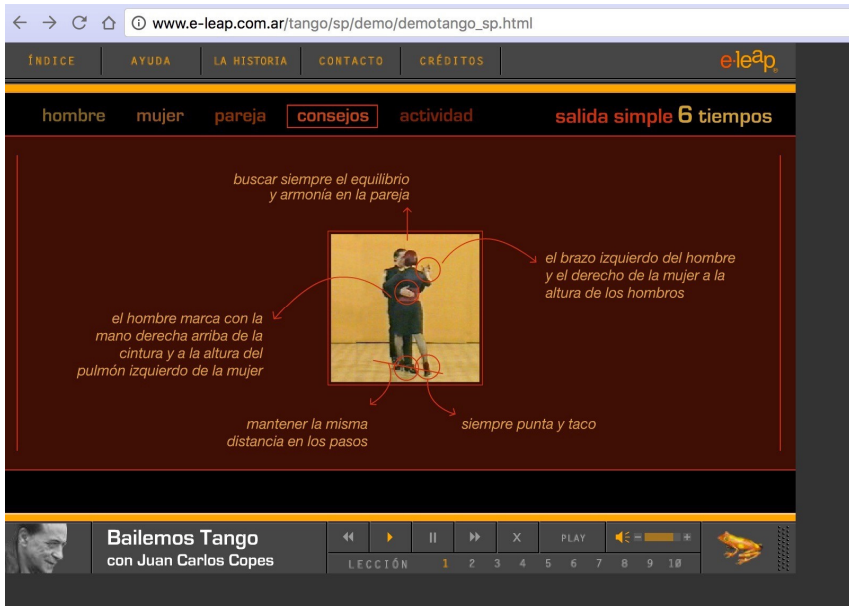 www.e-leap.com.ar/tango/sp/demo/demotango_sp.html
ÍNDICE AYUDA LA HISTORIA CONTACTO CRÉDITOS e·leap
hombre mujer pareja consejos actividad salida simple 6 tiempos
buscar siempre el equilibrio
y armonía en la pareja
el brazo izquierdo del hombre
y el derecho de la mujer a la
altura de los hombros
el hombre marca con la
mano derecha arriba de la
cintura y a la altura del
pulmón izquierdo de la mujer
mantener la misma
distancia en los pasos
siempre punta y taco
Bailemos Tango
con Juan Carlos Copes
X PLAY
LECCIÓN 1 2 3 4 5 6 7 8 9 10